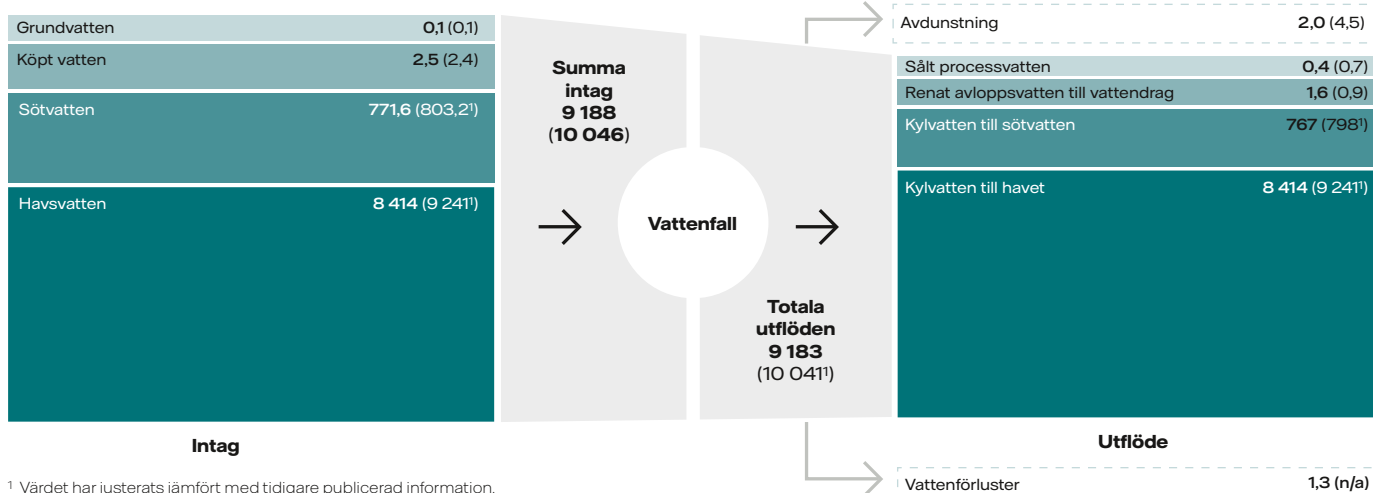 Grundvatten 0,1 (0,1)
Köpt vatten 2,5 (2,4)
Sötvatten 771,6 (803,2¹)
Havsvatten 8 414 (9 241¹)
Intag
Summa
intag
9 188
(10 046)
Vattenfall
Totala
utflöden
9 183
(10 041¹)
Avdunstning 2,0 (4,5)
Sålt processvatten 0,4 (0,7)
Renat avloppsvatten till vattendrag 1,6 (0,9)
Kylvatten till sötvatten 767 (798¹)
Kylvatten till havet 8 414 (9 241¹)
Utflöde
Vattenförluster 1,3 (n/a)
¹ Värdet har justerats jämfört med tidigare publicerad information.